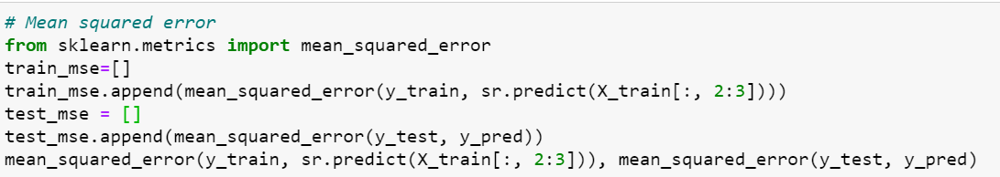 # Mean squared error
from sklearn.metrics import mean_squared_error
train_mse=[]
train_mse.append(mean_squared_error(y_train, sr.predict(X_train[:, 2:3])))
test_mse = []
test_mse.append(mean_squared_error(y_test, y_pred))
mean_squared_error(y_train, sr.predict(X_train[:, 2:3])), mean_squared_error(y_test, y_pred)